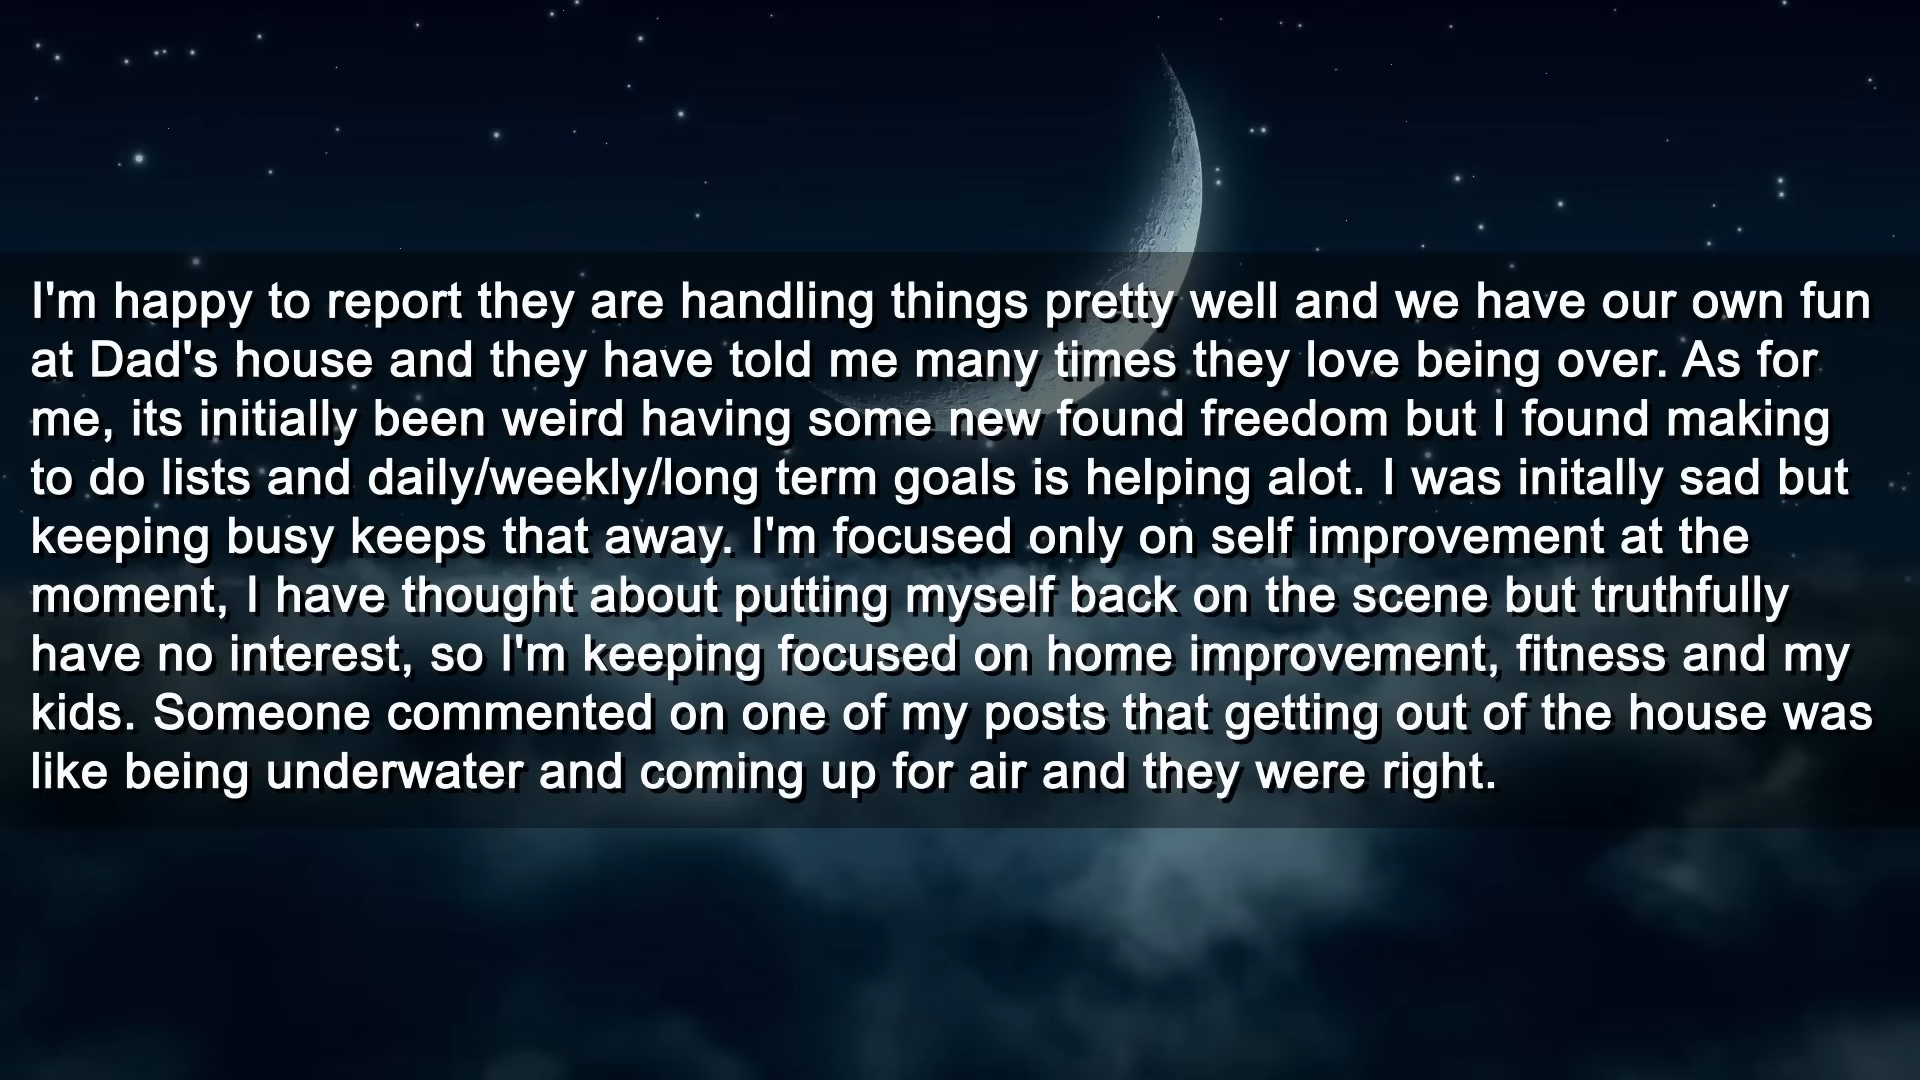 I'm happy to report they are handling things pretty well and we have our own fun
at Dad's house and they have told me many times they love being over. As for
me, its initially been weird having some new found freedom but I found making
to do lists and daily/weekly/long term goals is helping alot. I was initally sad but
keeping busy keeps that away. I'm focused only on self improvement at the
moment, I have thought about putting myself back on the scene but truthfully
have no interest, so I'm keeping focused on home improvement, fitness and my
kids. Someone commented on one of my posts that getting out of the house was
like being underwater and coming up for air and they were right.